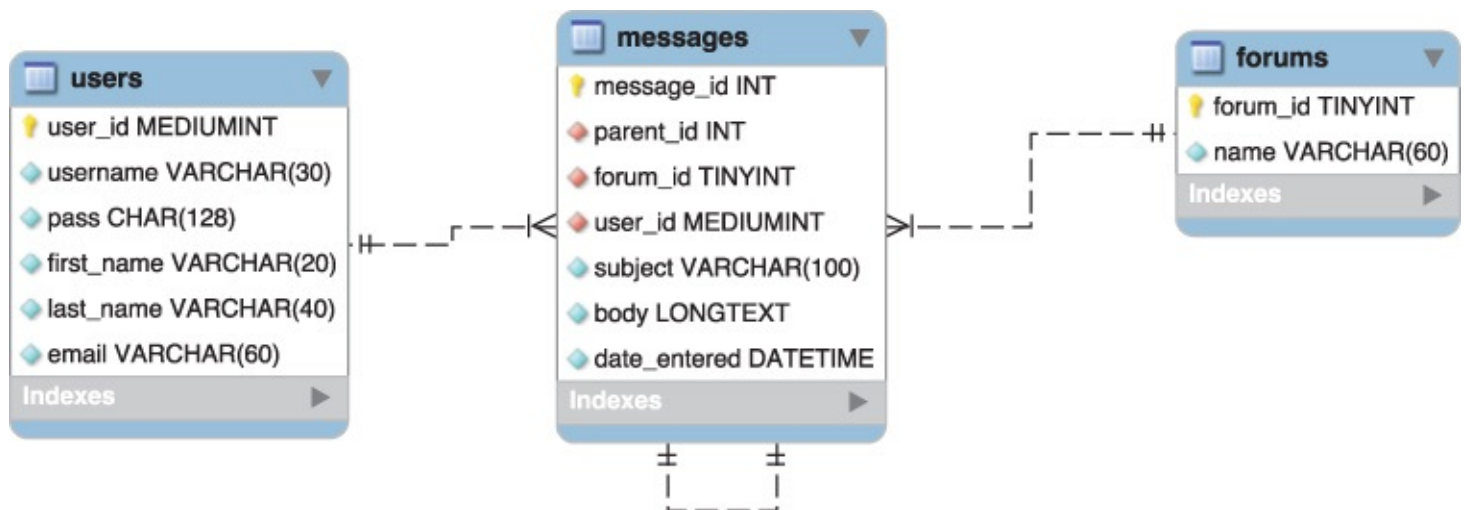 users
user_id MEDIUMINT
username VARCHAR(30)
pass CHAR(128)
first_name VARCHAR(20)
last_name VARCHAR(40)
email VARCHAR(60)
Indexes
messages
message_id INT
parent_id INT
forum_id TINYINT
user_id MEDIUMINT
subject VARCHAR(100)
body LONGTEXT
date_entered DATETIME
Indexes
forums
forum_id TINYINT
name VARCHAR(60)
Indexes